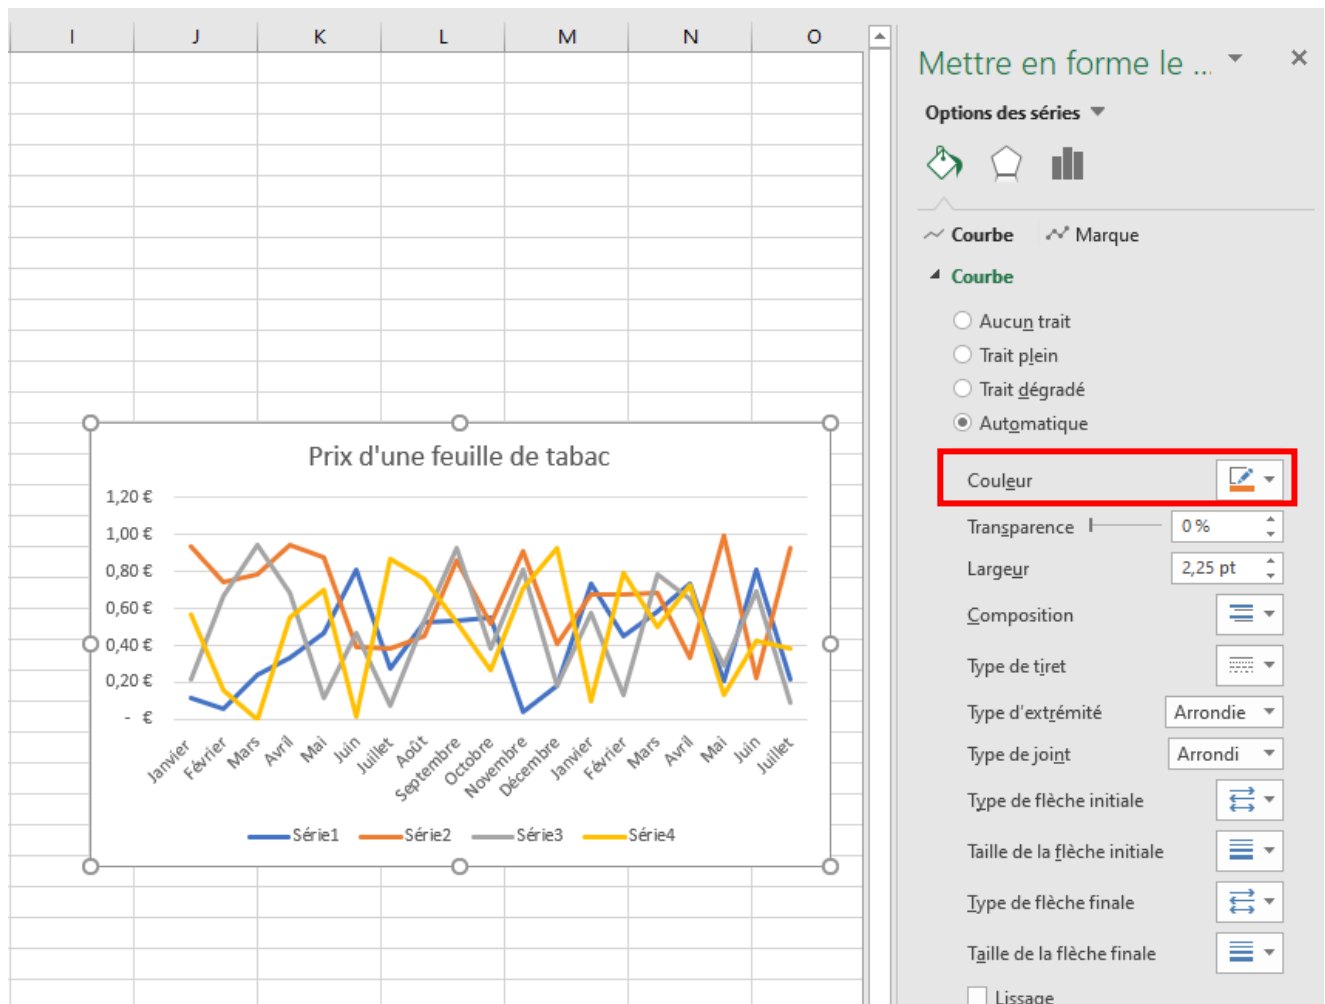 I J K L M N O
Mettre en forme le ...
Options des séries
Courbe Marque
Courbe
Aucun trait
Trait plein
Trait dégradé
Automatique
Couleur
Transparence 0 %
Largeur 2,25 pt
Composition
Type de tiret
Type d'extrémité Arrondie
Type de joint Arrondi
Type de flèche initiale
Taille de la flèche initiale
Type de flèche finale
Taille de la flèche finale
Lissage
Prix d'une feuille de tabac
1,20 €
1,00 €
0,80 €
0,60 €
0,40 €
0,20 €
- €
Janvier Février Mars Avril Mai Juin Juillet Août Septembre Octobre Novembre Décembre Janvier Février Mars Avril Mai Juin Juillet
Série1 Série2 Série3 Série4